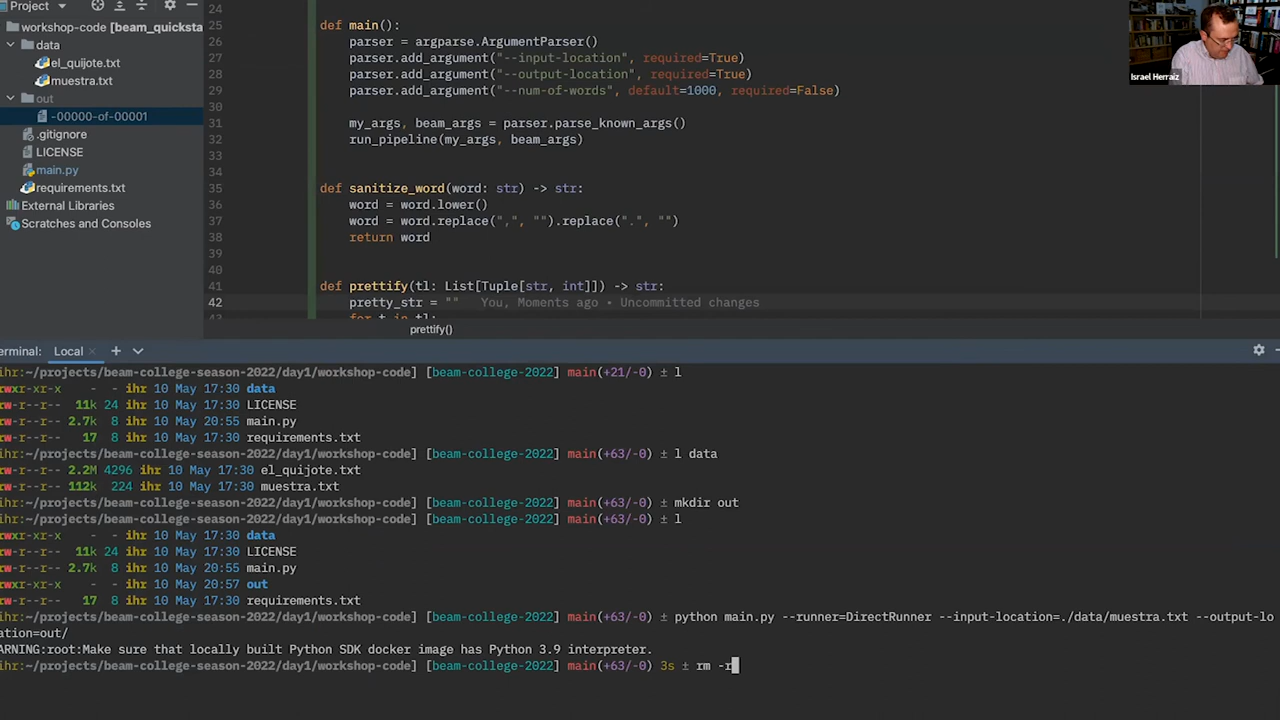 Project
workshop-code [beam_quicksta
data
el_quijote.txt
muestra.txt
out
-00000-of-00001
.gitignore
LICENSE
main.py
requirements.txt
External Libraries
Scratches and Consoles
24
25 def main():
26 parser = argparse.ArgumentParser()
27 parser.add_argument("--input-location", required=True)
28 parser.add_argument("--output-location", required=True)
29 parser.add_argument("--num-of-words", default=1000, required=False)
30
31 my_args, beam_args = parser.parse_known_args()
32 run_pipeline(my_args, beam_args)
33
34
35 def sanitize_word(word: str) -> str:
36 word = word.lower()
37 word = word.replace(",", "").replace(".", "")
38 return word
39
40
41 def prettify(tl: List[Tuple[str, int]]) -> str:
42 pretty_str = "" You, Moments ago • Uncommitted changes
43 for t in tl:
prettify()
Israel Herraiz
erminal: Local × +
ihr:~/projects/beam-college-season-2022/day1/workshop-code] [beam-college-2022] main(+21/-0) ± l
rwxr-xr-x - - ihr 10 May 17:30 data
rw-r--r-- 11k 24 ihr 10 May 17:30 LICENSE
rw-r--r-- 2.7k 8 ihr 10 May 20:55 main.py
rw-r--r-- 17 8 ihr 10 May 17:30 requirements.txt
ihr:~/projects/beam-college-season-2022/day1/workshop-code] [beam-college-2022] main(+63/-0) ± l data
rw-r--r-- 2.2M 4296 ihr 10 May 17:30 el_quijote.txt
rw-r--r-- 112k 224 ihr 10 May 17:30 muestra.txt
ihr:~/projects/beam-college-season-2022/day1/workshop-code] [beam-college-2022] main(+63/-0) ± mkdir out
ihr:~/projects/beam-college-season-2022/day1/workshop-code] [beam-college-2022] main(+63/-0) ± l
rwxr-xr-x - - ihr 10 May 17:30 data
rw-r--r-- 11k 24 ihr 10 May 17:30 LICENSE
rw-r--r-- 2.7k 8 ihr 10 May 20:55 main.py
rwxr-xr-x - - ihr 10 May 20:57 out
rw-r--r-- 17 8 ihr 10 May 17:30 requirements.txt
ihr:~/projects/beam-college-season-2022/day1/workshop-code] [beam-college-2022] main(+63/-0) ± python main.py --runner=DirectRunner --input-location=./data/muestra.txt --output-lo
ation=out/
ARNING:root:Make sure that locally built Python SDK docker image has Python 3.9 interpreter.
ihr:~/projects/beam-college-season-2022/day1/workshop-code] [beam-college-2022] main(+63/-0) 3s ± rm -r